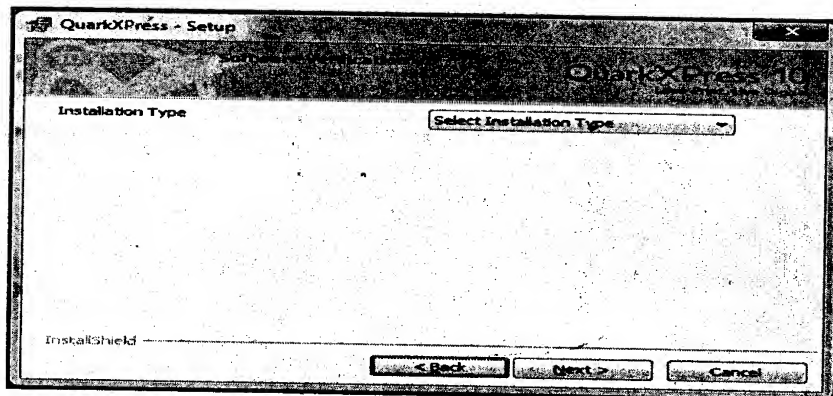 QuarkXPress - Setup
QuarkXPress 10
Installation Type
Select Installation Type
InstallShield
< Back
Next >
Cancel